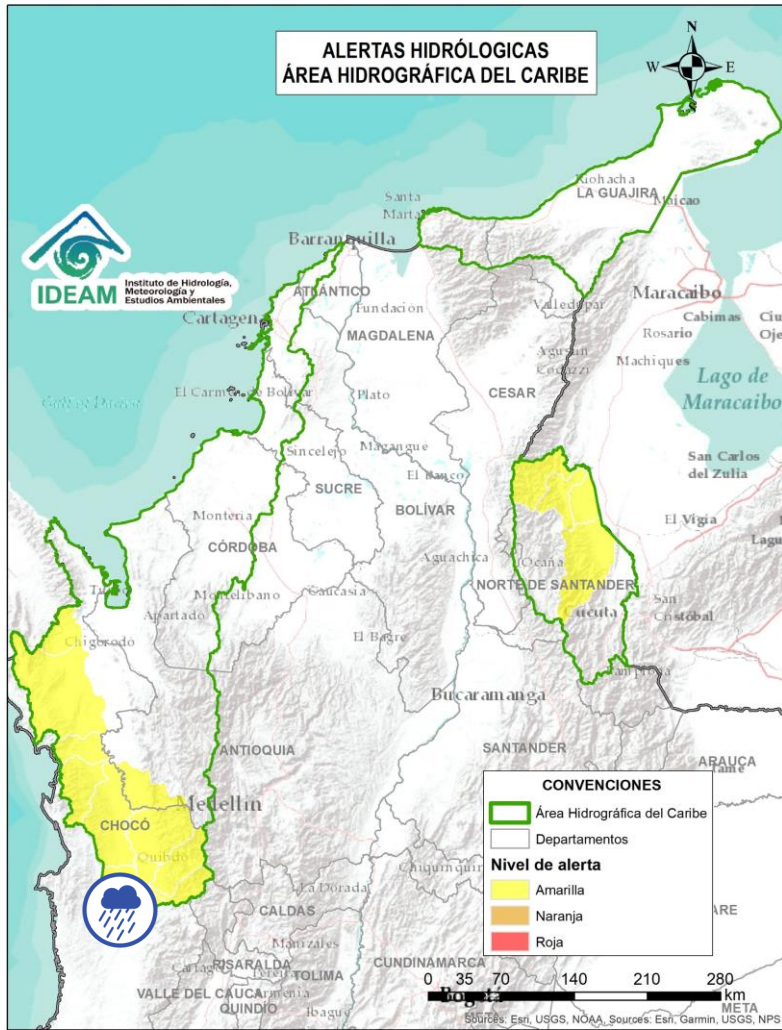 ALERTAS HIDRÓLOGICAS
ÁREA HIDROGRÁFICA DEL CARIBE
N
W E
S
Riohacha
LA GUAJIRA
Maicao
Santa
Marta
Barranquilla
IDEAM
Instituto de Hidrología,
Meteorología y
Estudios Ambientales
ATLÁNTICO
Cartagena
Fundación
Valledupar
Maracaibo
Cabimas
MAGDALENA
Rosario
Agustín
Codazzi
Machiques
CESAR
Lago de
Maracaibo
El Carmen de Bolívar
Plato
Sincelejo
Magangue
San Carlos
del Zulia
El Banco
SUCRE
BOLÍVAR
Montería
El Vigía
CÓRDOBA
Aguachica
Ocaña
NORTE DE SANTANDER
Montelibano
Caucasia
Apartado
Cúcuta
San
Cristóbal
El Bagre
Chigorodó
Pamplona
Bucaramanga
ANTIOQUIA
SANTANDER
ARAUCA
Medellín
CHOCÓ
Quibdó
CONVENCIONES
Área Hidrográfica del Caribe
Departamentos
Nivel de alerta
Amarilla
Naranja
Roja
La Dorada
CALDAS
Manizales
RISARALDA
TOLIMA
CUNDINAMARCA
VALLE DEL CAUCA
Armenia
QUINDÍO
Ibague
Bogotá
META
0 35 70 140 210 280
km
Sources: Esri, USGS, NOAA, Sources: Esri, Garmin, USGS, NPS